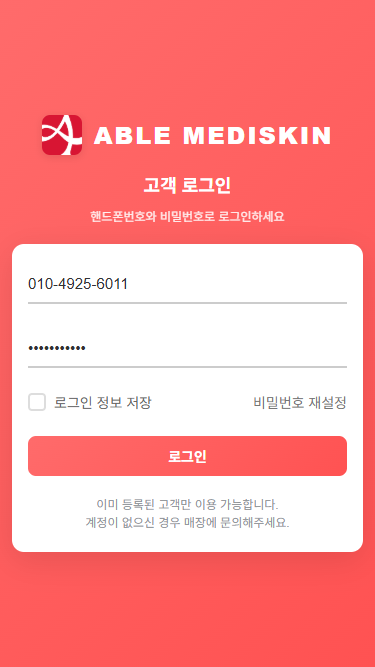 ABLE MEDISKIN
고객 로그인
핸드폰번호와 비밀번호로 로그인하세요
010-4925-6011
•••••••••••
로그인 정보 저장
비밀번호 재설정
로그인
이미 등록된 고객만 이용 가능합니다.
계정이 없으신 경우 매장에 문의해주세요.